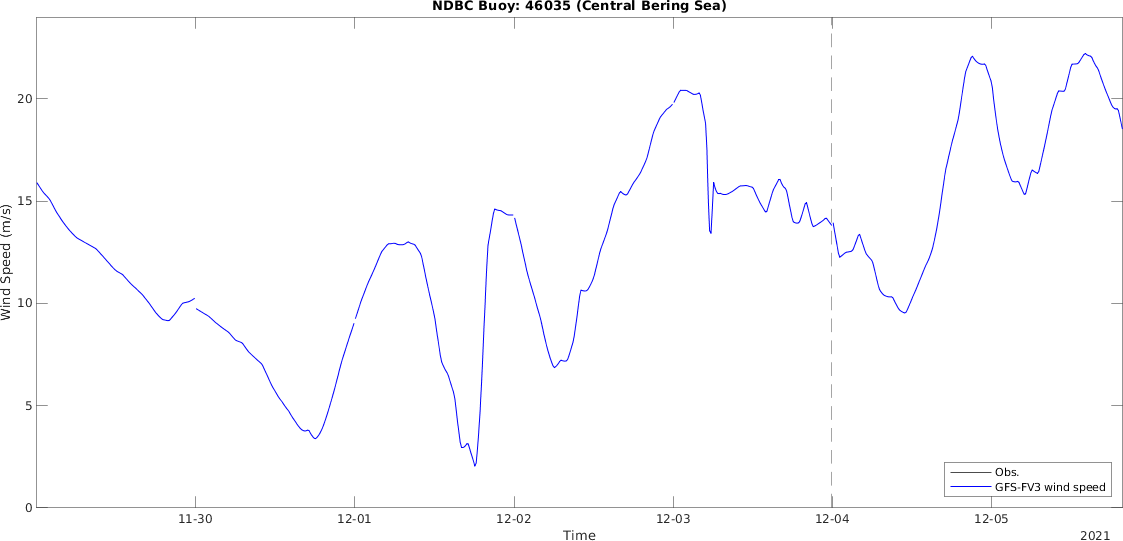 NDBC Buoy: 46035 (Central Bering Sea)
Wind Speed (m/s)
20
15
10
5
0
11-30
12-01
12-02
12-03
12-04
12-05
Time
2021
Obs.
GFS-FV3 wind speed